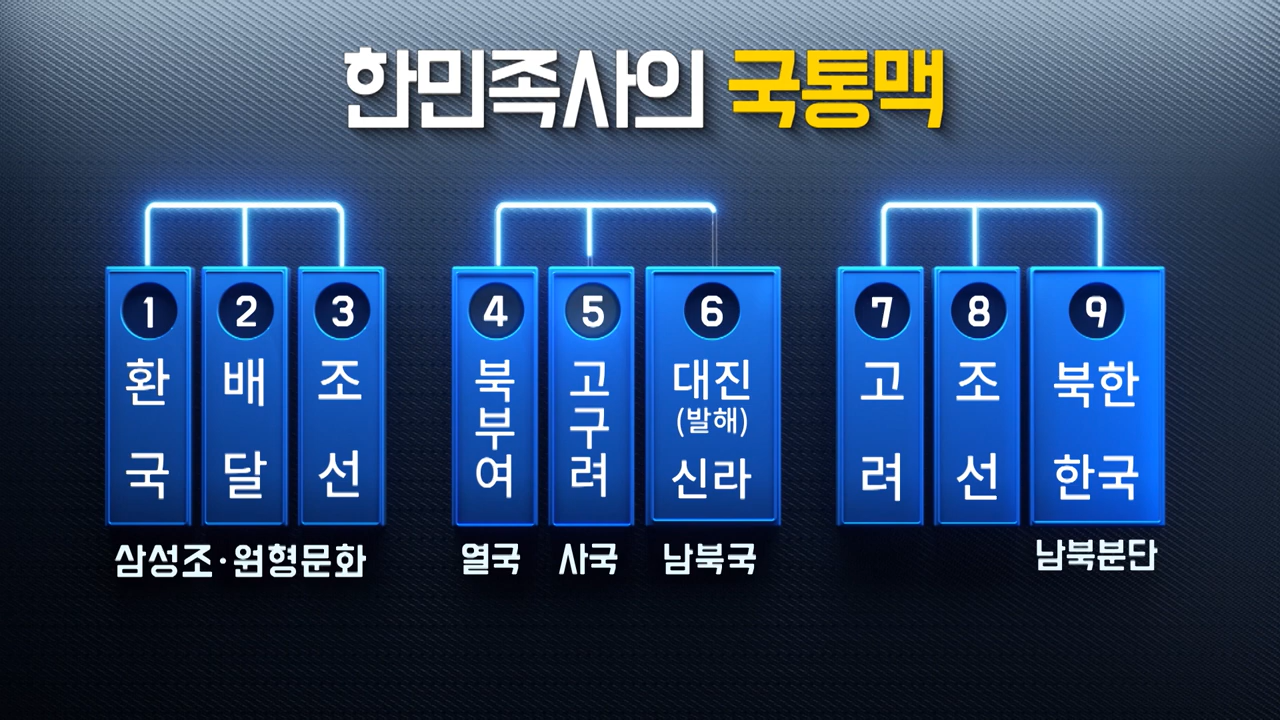 한민족사의 국통맥
1
환국
2
배달
3
조선
삼성조·원형문화
4
북부여
열국
5
고구려
사국
6
대진
(발해)
신라
남북국
7
고려
8
조선
9
북한
한국
남북분단